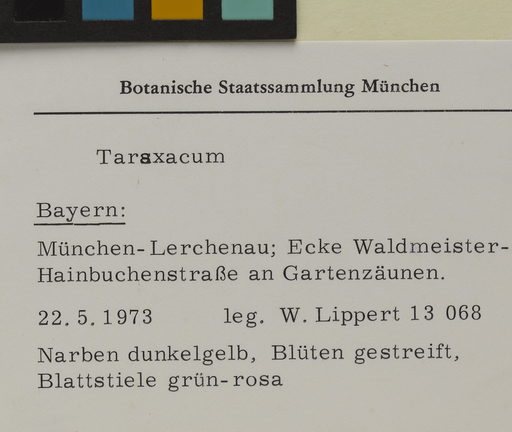 Botanische Staatssammlung München
Taraxacum
Bayern:
München-Lerchenau; Ecke Waldmeister-
Hainbuchenstraße an Gartenzäunen.
22.5.1973 leg. W. Lippert 13 068
Narben dunkelgelb, Blüten gestreift,
Blattstiele grün-rosa